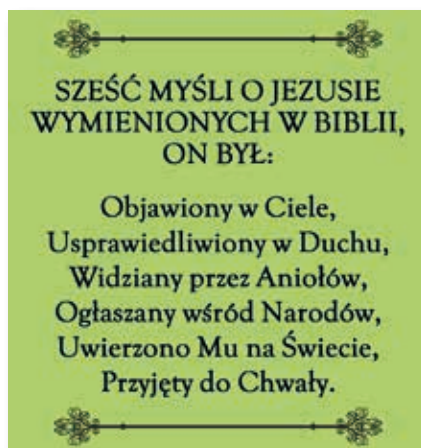 SZEŚĆ MYŚLI O JEZUSIE
WYMIENIONYCH W BIBLII,
ON BYŁ:
Objawiony w Ciele,
Usprawiedliwiony w Duchu,
Widziany przez Aniołów,
Ogłaszany wśród Narodów,
Uwierzono Mu na Świecie,
Przyjęty do Chwały.